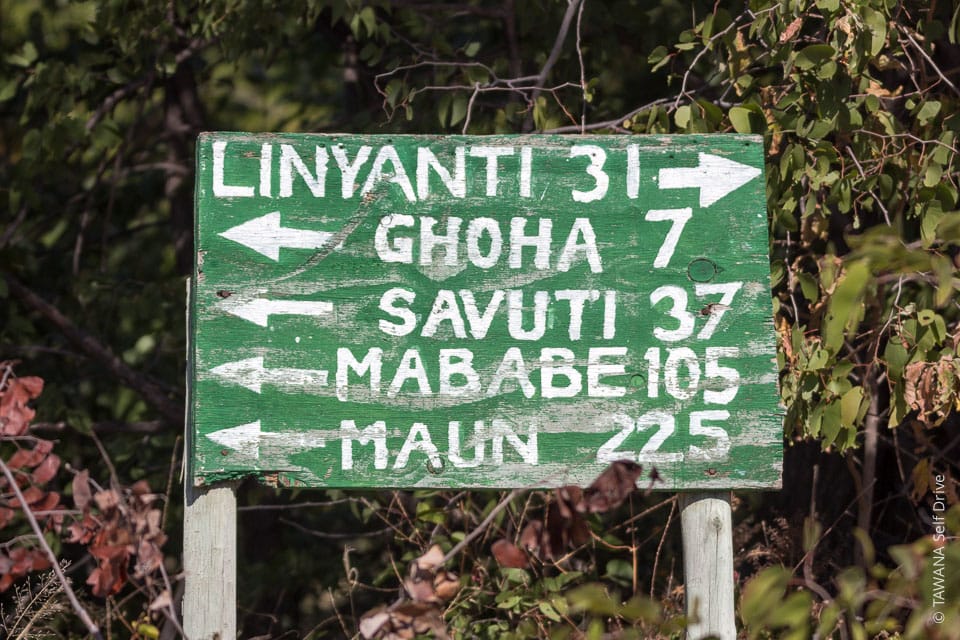 LINYANTI 31 →
← GHOHA 7
← SAVUTI 37
← MABABE 105
← MAUN 225
© TAWANA Self Drive